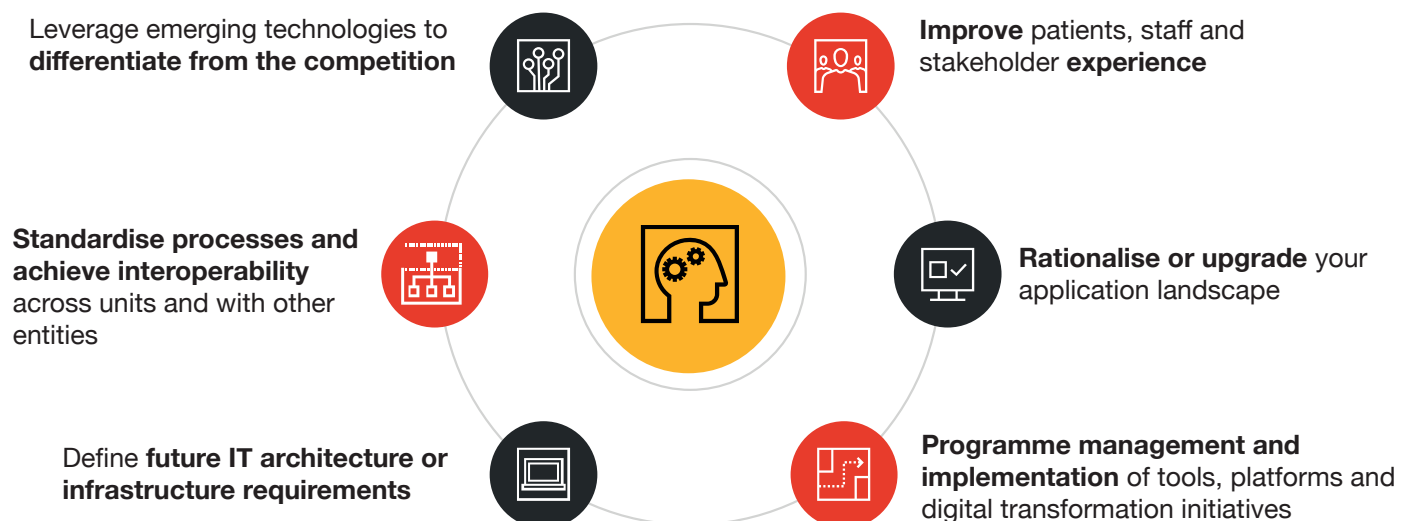 Leverage emerging technologies to
differentiate from the competition
Improve patients, staff and
stakeholder experience
Standardise processes and
achieve interoperability
across units and with other
entities
Rationalise or upgrade your
application landscape
Define future IT architecture or
infrastructure requirements
Programme management and
implementation of tools, platforms and
digital transformation initiatives